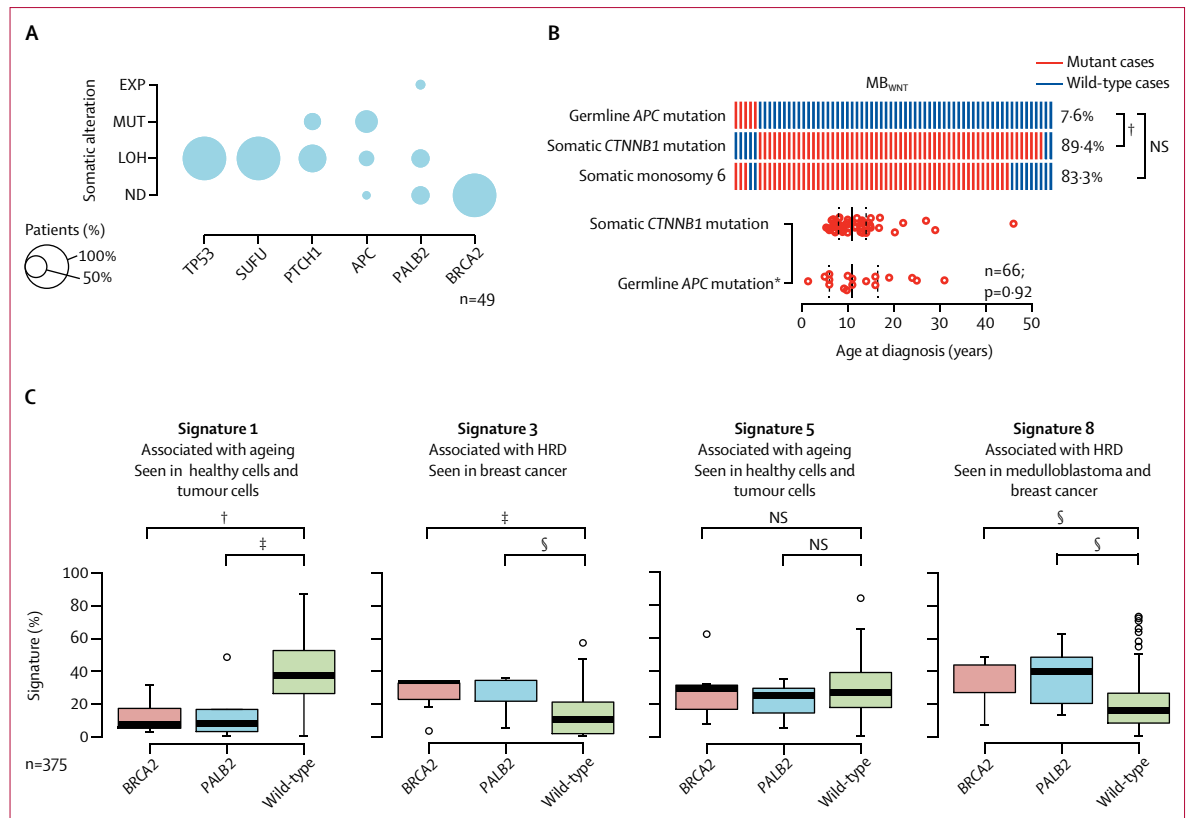 A
Somatic alteration
EXP
MUT
LOH
ND
Patients (%)
100%
50%
TP53
SUFU
PTCH1
APC
PALB2
BRCA2
n=49
B
Mutant cases
Wild-type cases
MBWNT
Germline APC mutation
7·6%
Somatic CTNNB1 mutation
89·4%
Somatic monosomy 6
83·3%
†
NS
Somatic CTNNB1 mutation
Germline APC mutation*
n=66;
p=0·92
0 10 20 30 40 50
Age at diagnosis (years)
C
Signature 1
Associated with ageing
Seen in healthy cells and
tumour cells
†
‡
Signature (%)
100
80
60
40
20
0
BRCA2
PALB2
Wild-type
n=375
Signature 3
Associated with HRD
Seen in breast cancer
‡
§
BRCA2
PALB2
Wild-type
Signature 5
Associated with ageing
Seen in healthy cells and
tumour cells
NS
NS
BRCA2
PALB2
Wild-type
Signature 8
Associated with HRD
Seen in medulloblastoma and
breast cancer
§
§
BRCA2
PALB2
Wild-type